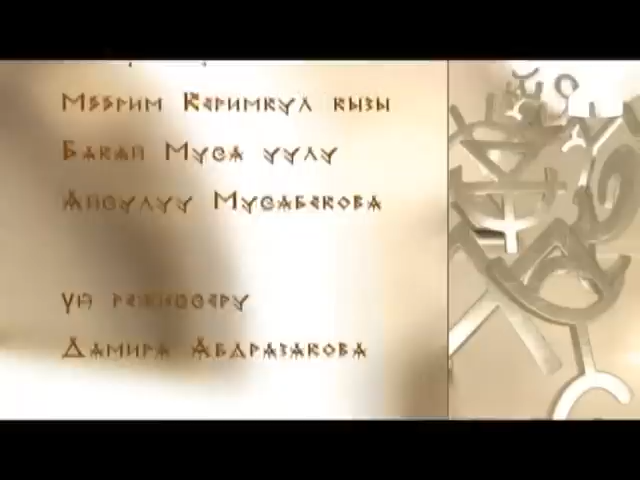 Мээрим Керимкул кызы
Бакай Муса уулу
Айсулуу Мусабекова
үн режиссеру
Дамира Абдразакова